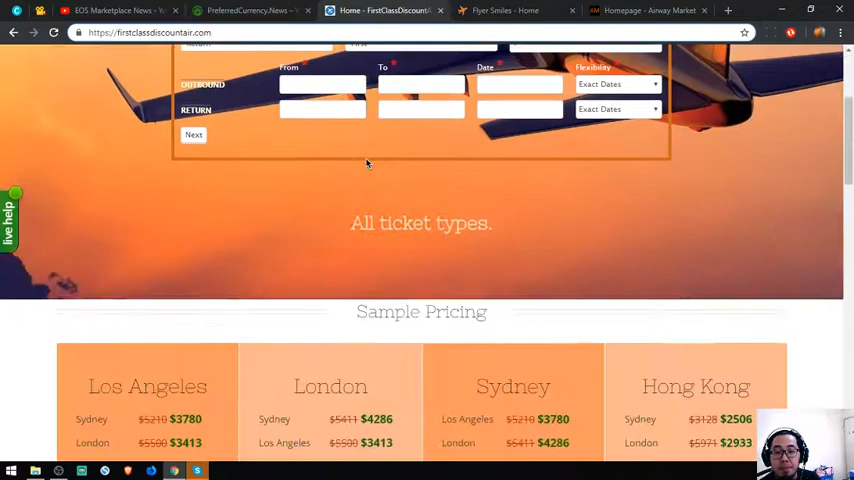 EOS Marketplace News - Yo
PreferredCurrency.News - Yo
Home - FirstClassDiscountA
Flyer Smiles - Home
Homepage - Airway Market
https://firstclassdiscountair.com
From * To * Date * Flexibility *
OUTBOUND Exact Dates
RETURN Exact Dates
Next
live help
All ticket types.
Sample Pricing
Los Angeles
Sydney $5210 $3780
London $5500 $3413
London
Sydney $5411 $4286
Los Angeles $5500 $3413
Sydney
Los Angeles $5210 $3780
London $6411 $4286
Hong Kong
Sydney $3128 $2506
London $5971 $2933